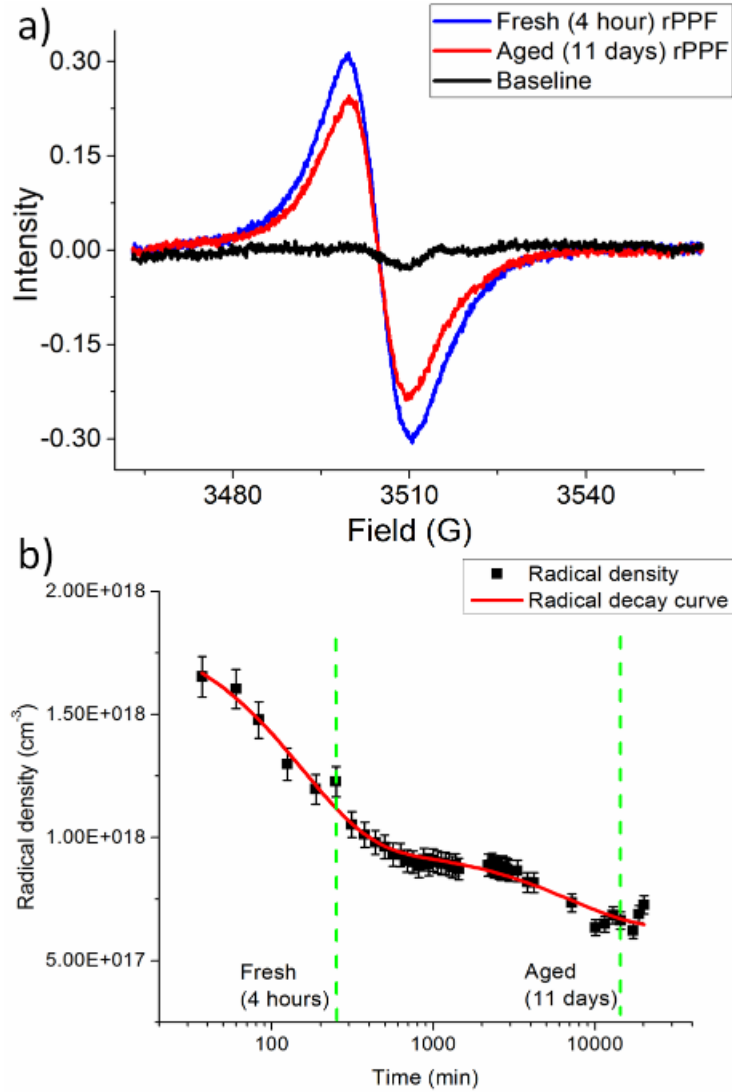 a)
Fresh (4 hour) rPPF
Aged (11 days) rPPF
Baseline
0.30
0.15
0.00
-0.15
-0.30
Intensity
3480
3510
3540
Field (G)
b)
Radical density
Radical decay curve
2.00E+018
1.50E+018
1.00E+018
5.00E+017
Radical density (cm⁻³)
Fresh
(4 hours)
Aged
(11 days)
100
1000
10000
Time (min)